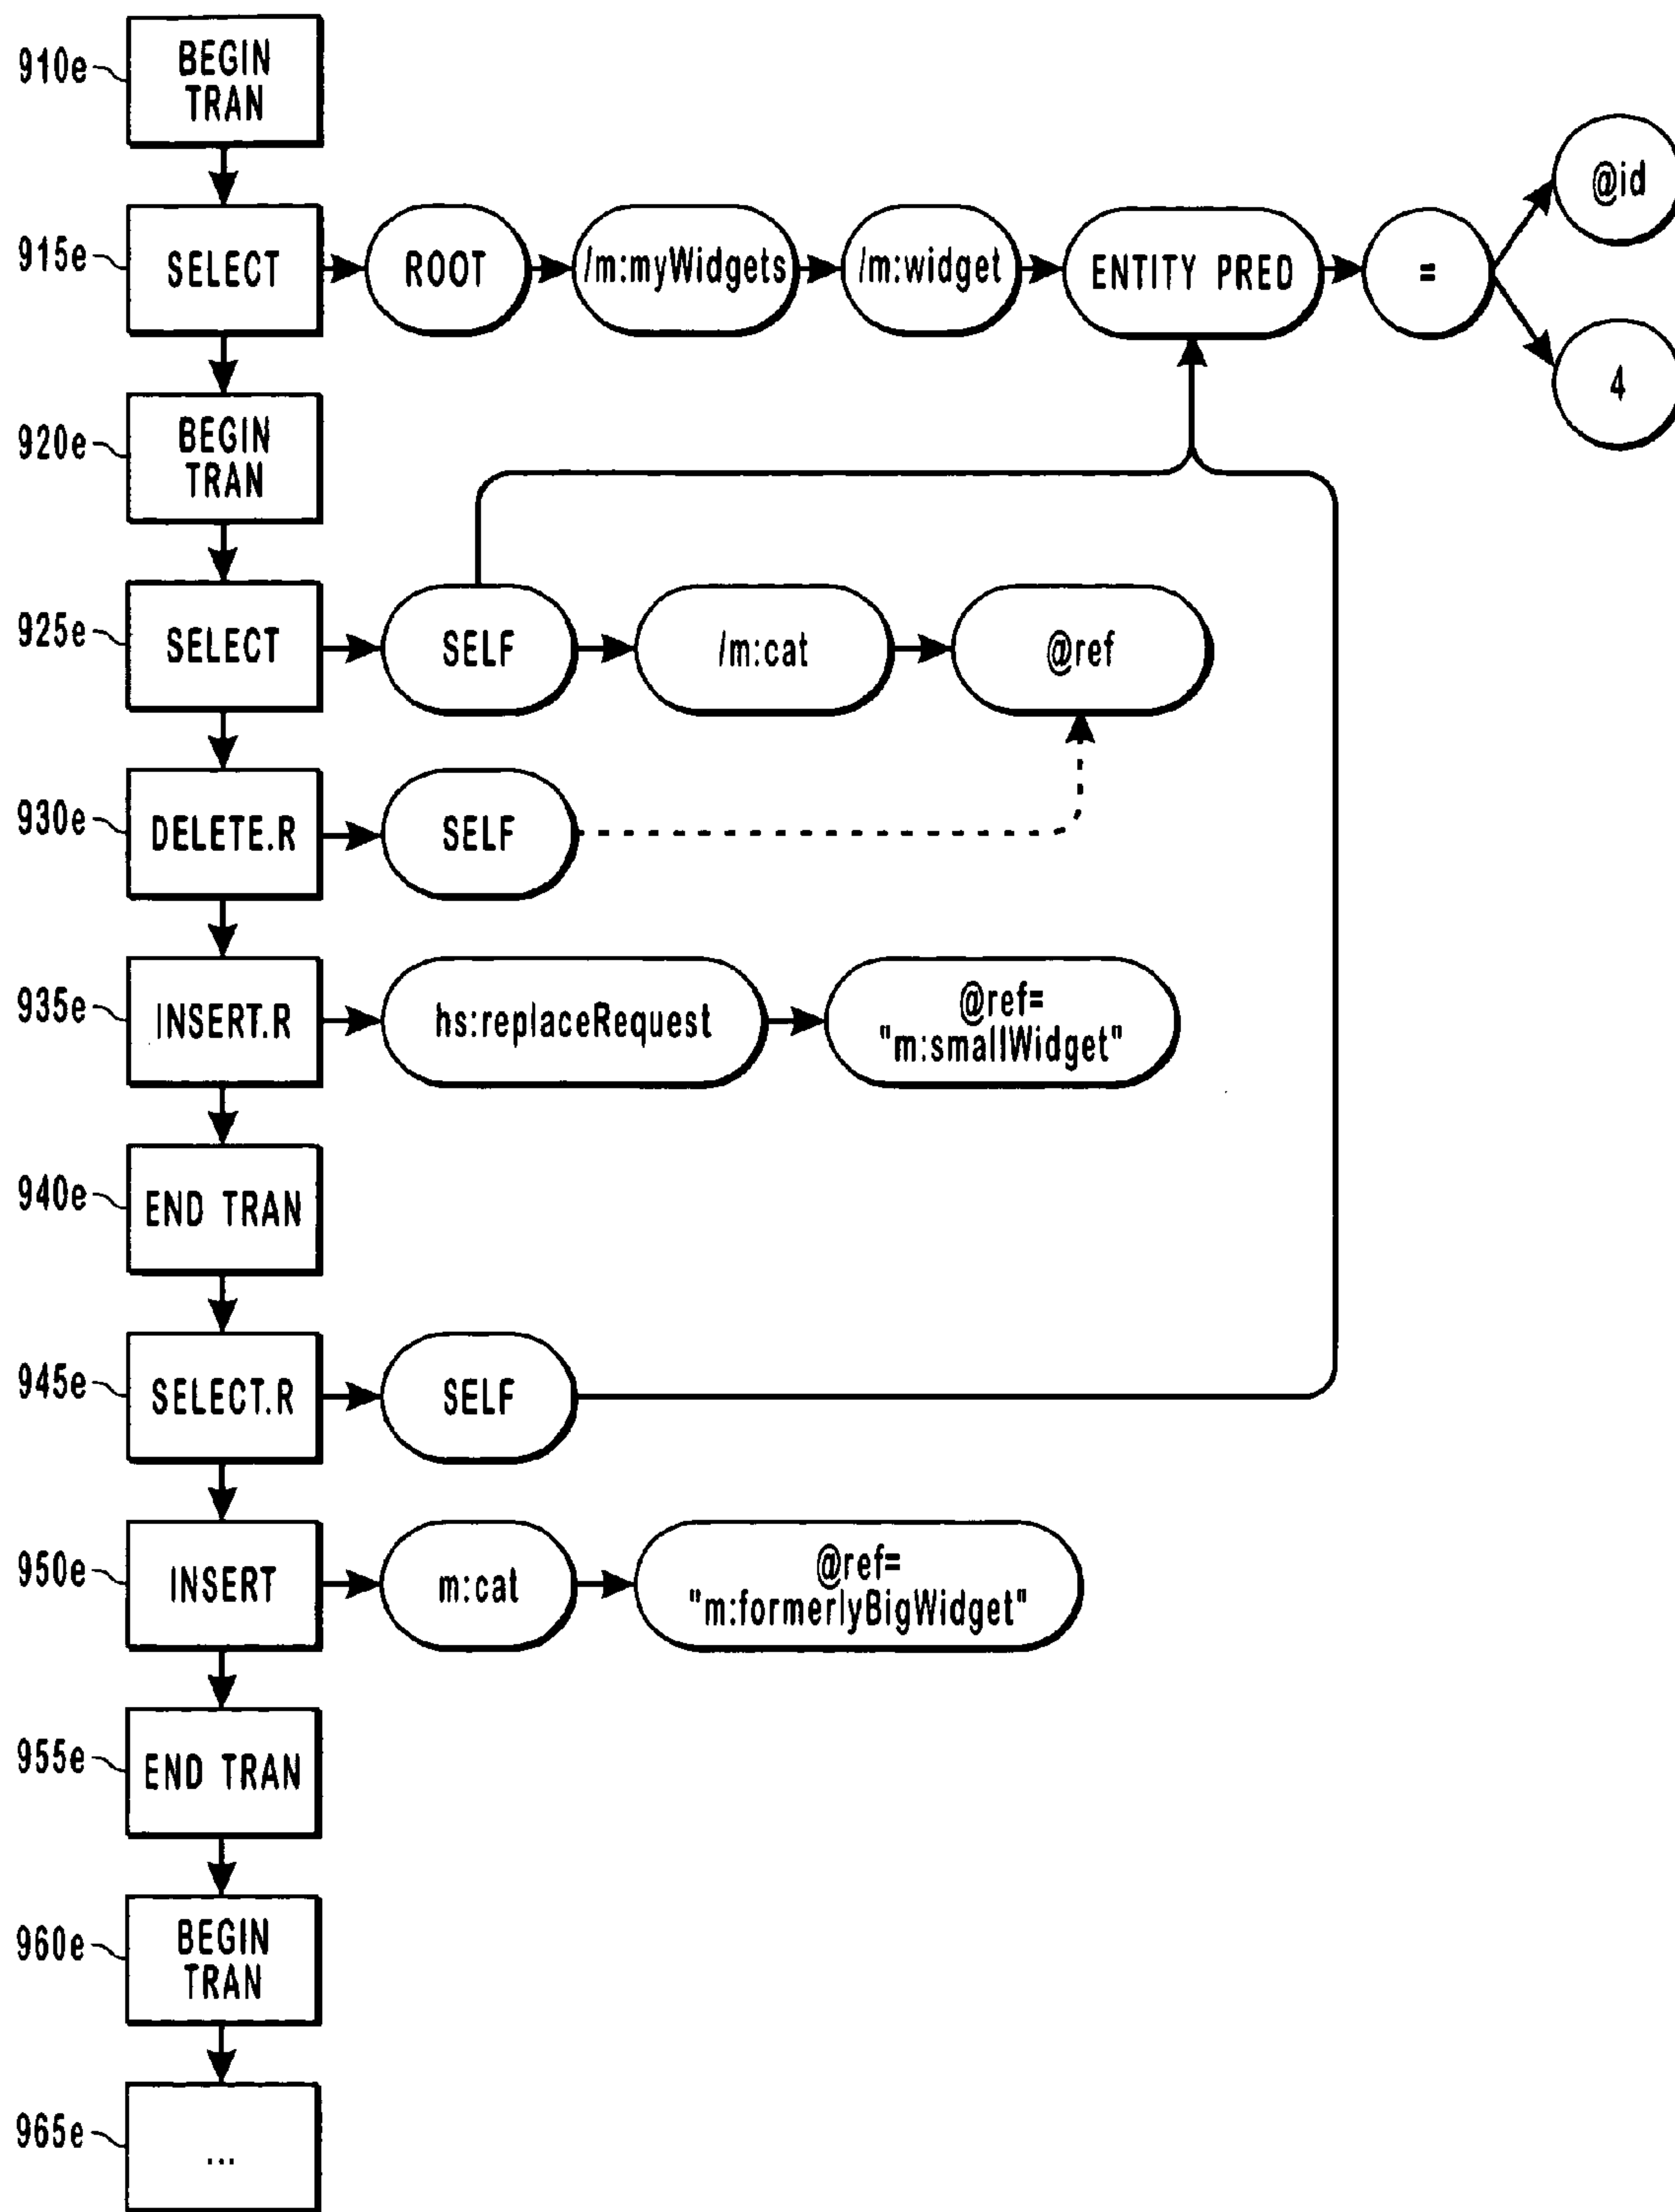 910e
BEGIN
TRAN
@id
915e
SELECT
ROOT
/m:myWidgets
/m:widget
ENTITY PRED
=
4
920e
BEGIN
TRAN
925e
SELECT
SELF
/m:cat
@ref
930e
DELETE.R
SELF
935e
INSERT.R
hs:replaceRequest
@ref=
"m:smallWidget"
940e
END TRAN
945e
SELECT.R
SELF
950e
INSERT
m:cat
@ref=
"m:formerlyBigWidget"
955e
END TRAN
960e
BEGIN
TRAN
965e
...